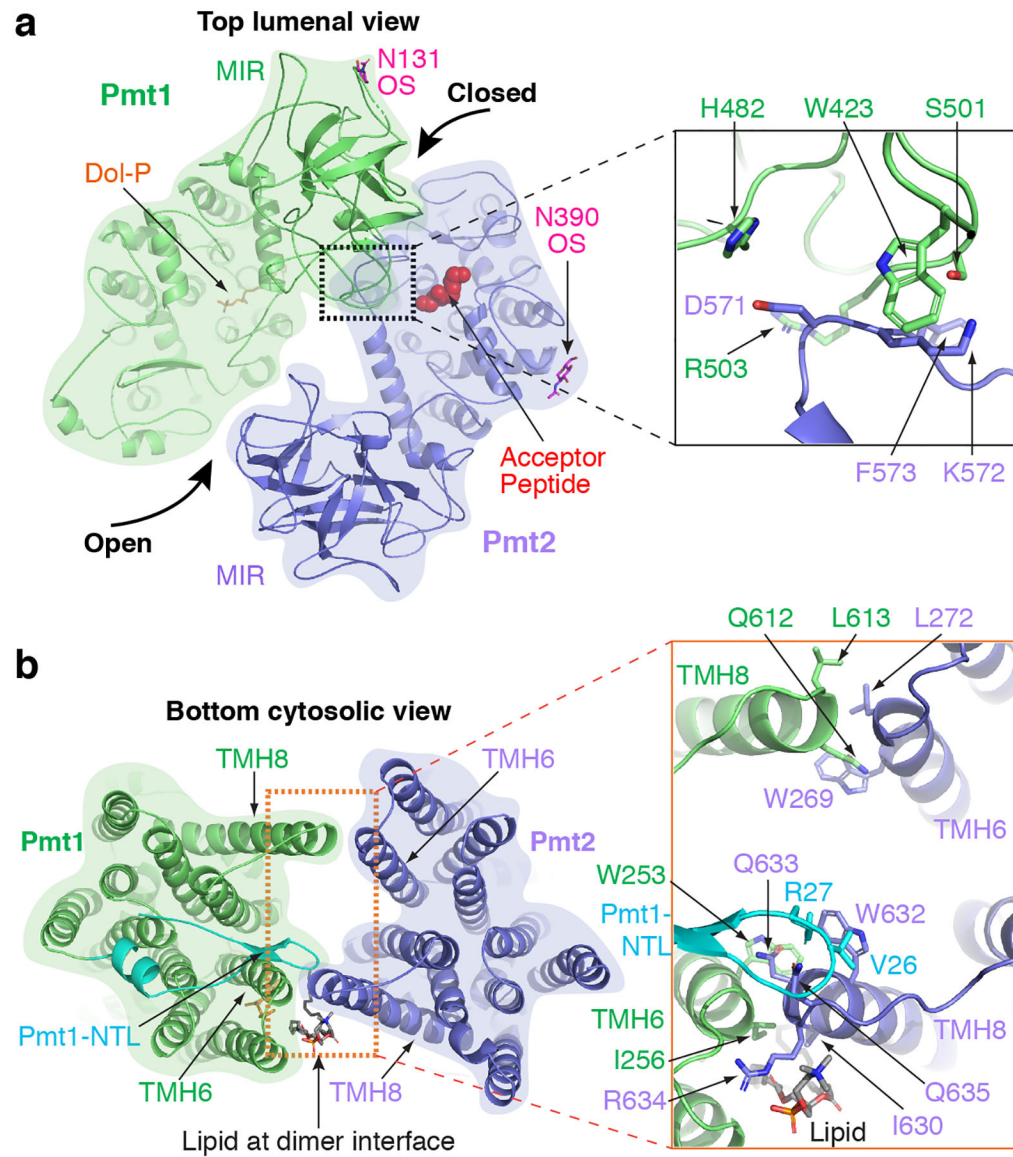 a
Top lumenal view
MIR
N131
OS
Pmt1
Closed
Dol-P
N390
OS
Acceptor
Peptide
Open
Pmt2
MIR
H482
W423
S501
D571
R503
F573
K572
b
Bottom cytosolic view
TMH8
TMH6
Pmt1
Pmt2
Pmt1-NTL
TMH6
TMH8
Lipid at dimer interface
Q612
L613
L272
TMH8
W269
TMH6
W253
Q633
R27
Pmt1-
NTL
W632
V26
TMH6
TMH8
I256
R634
Q635
I630
Lipid